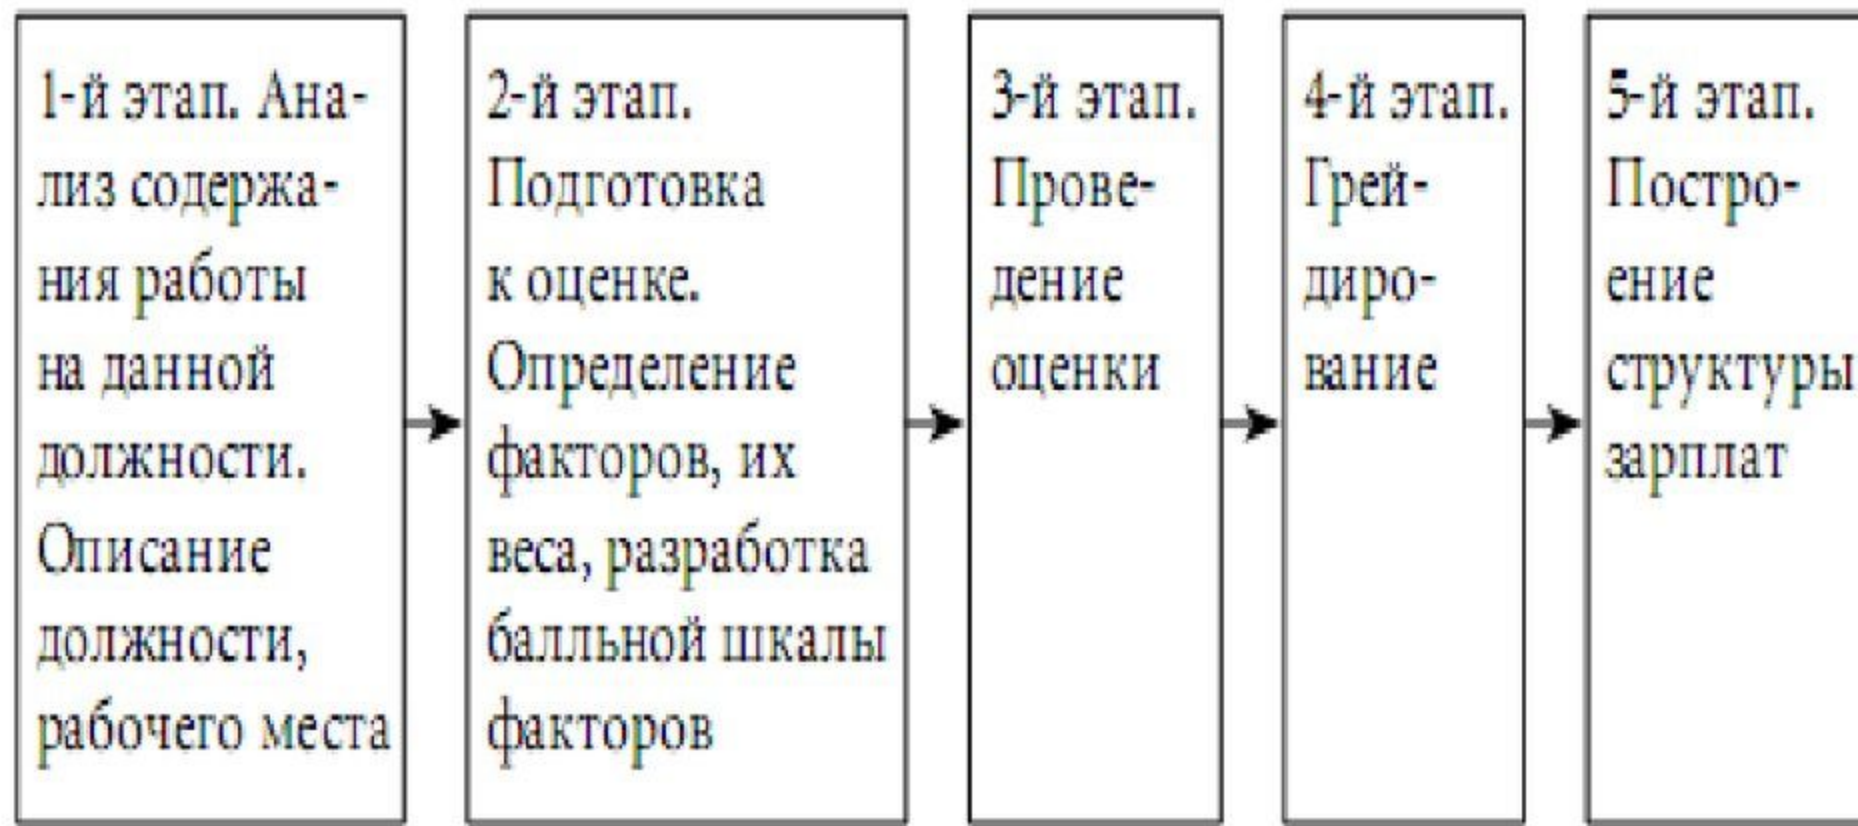 1-й этап. Ана-
лиз содержа-
ния работы
на данной
должности.
Описание
должности,
рабочего места
2-й этап.
Подготовка
к оценке.
Определение
факторов, их
веса, разработка
балльной шкалы
факторов
3-й этап.
Прове-
дение
оценки
4-й этап.
Грей-
диро-
вание
5-й этап.
Постро-
ение
структуры
зарплат